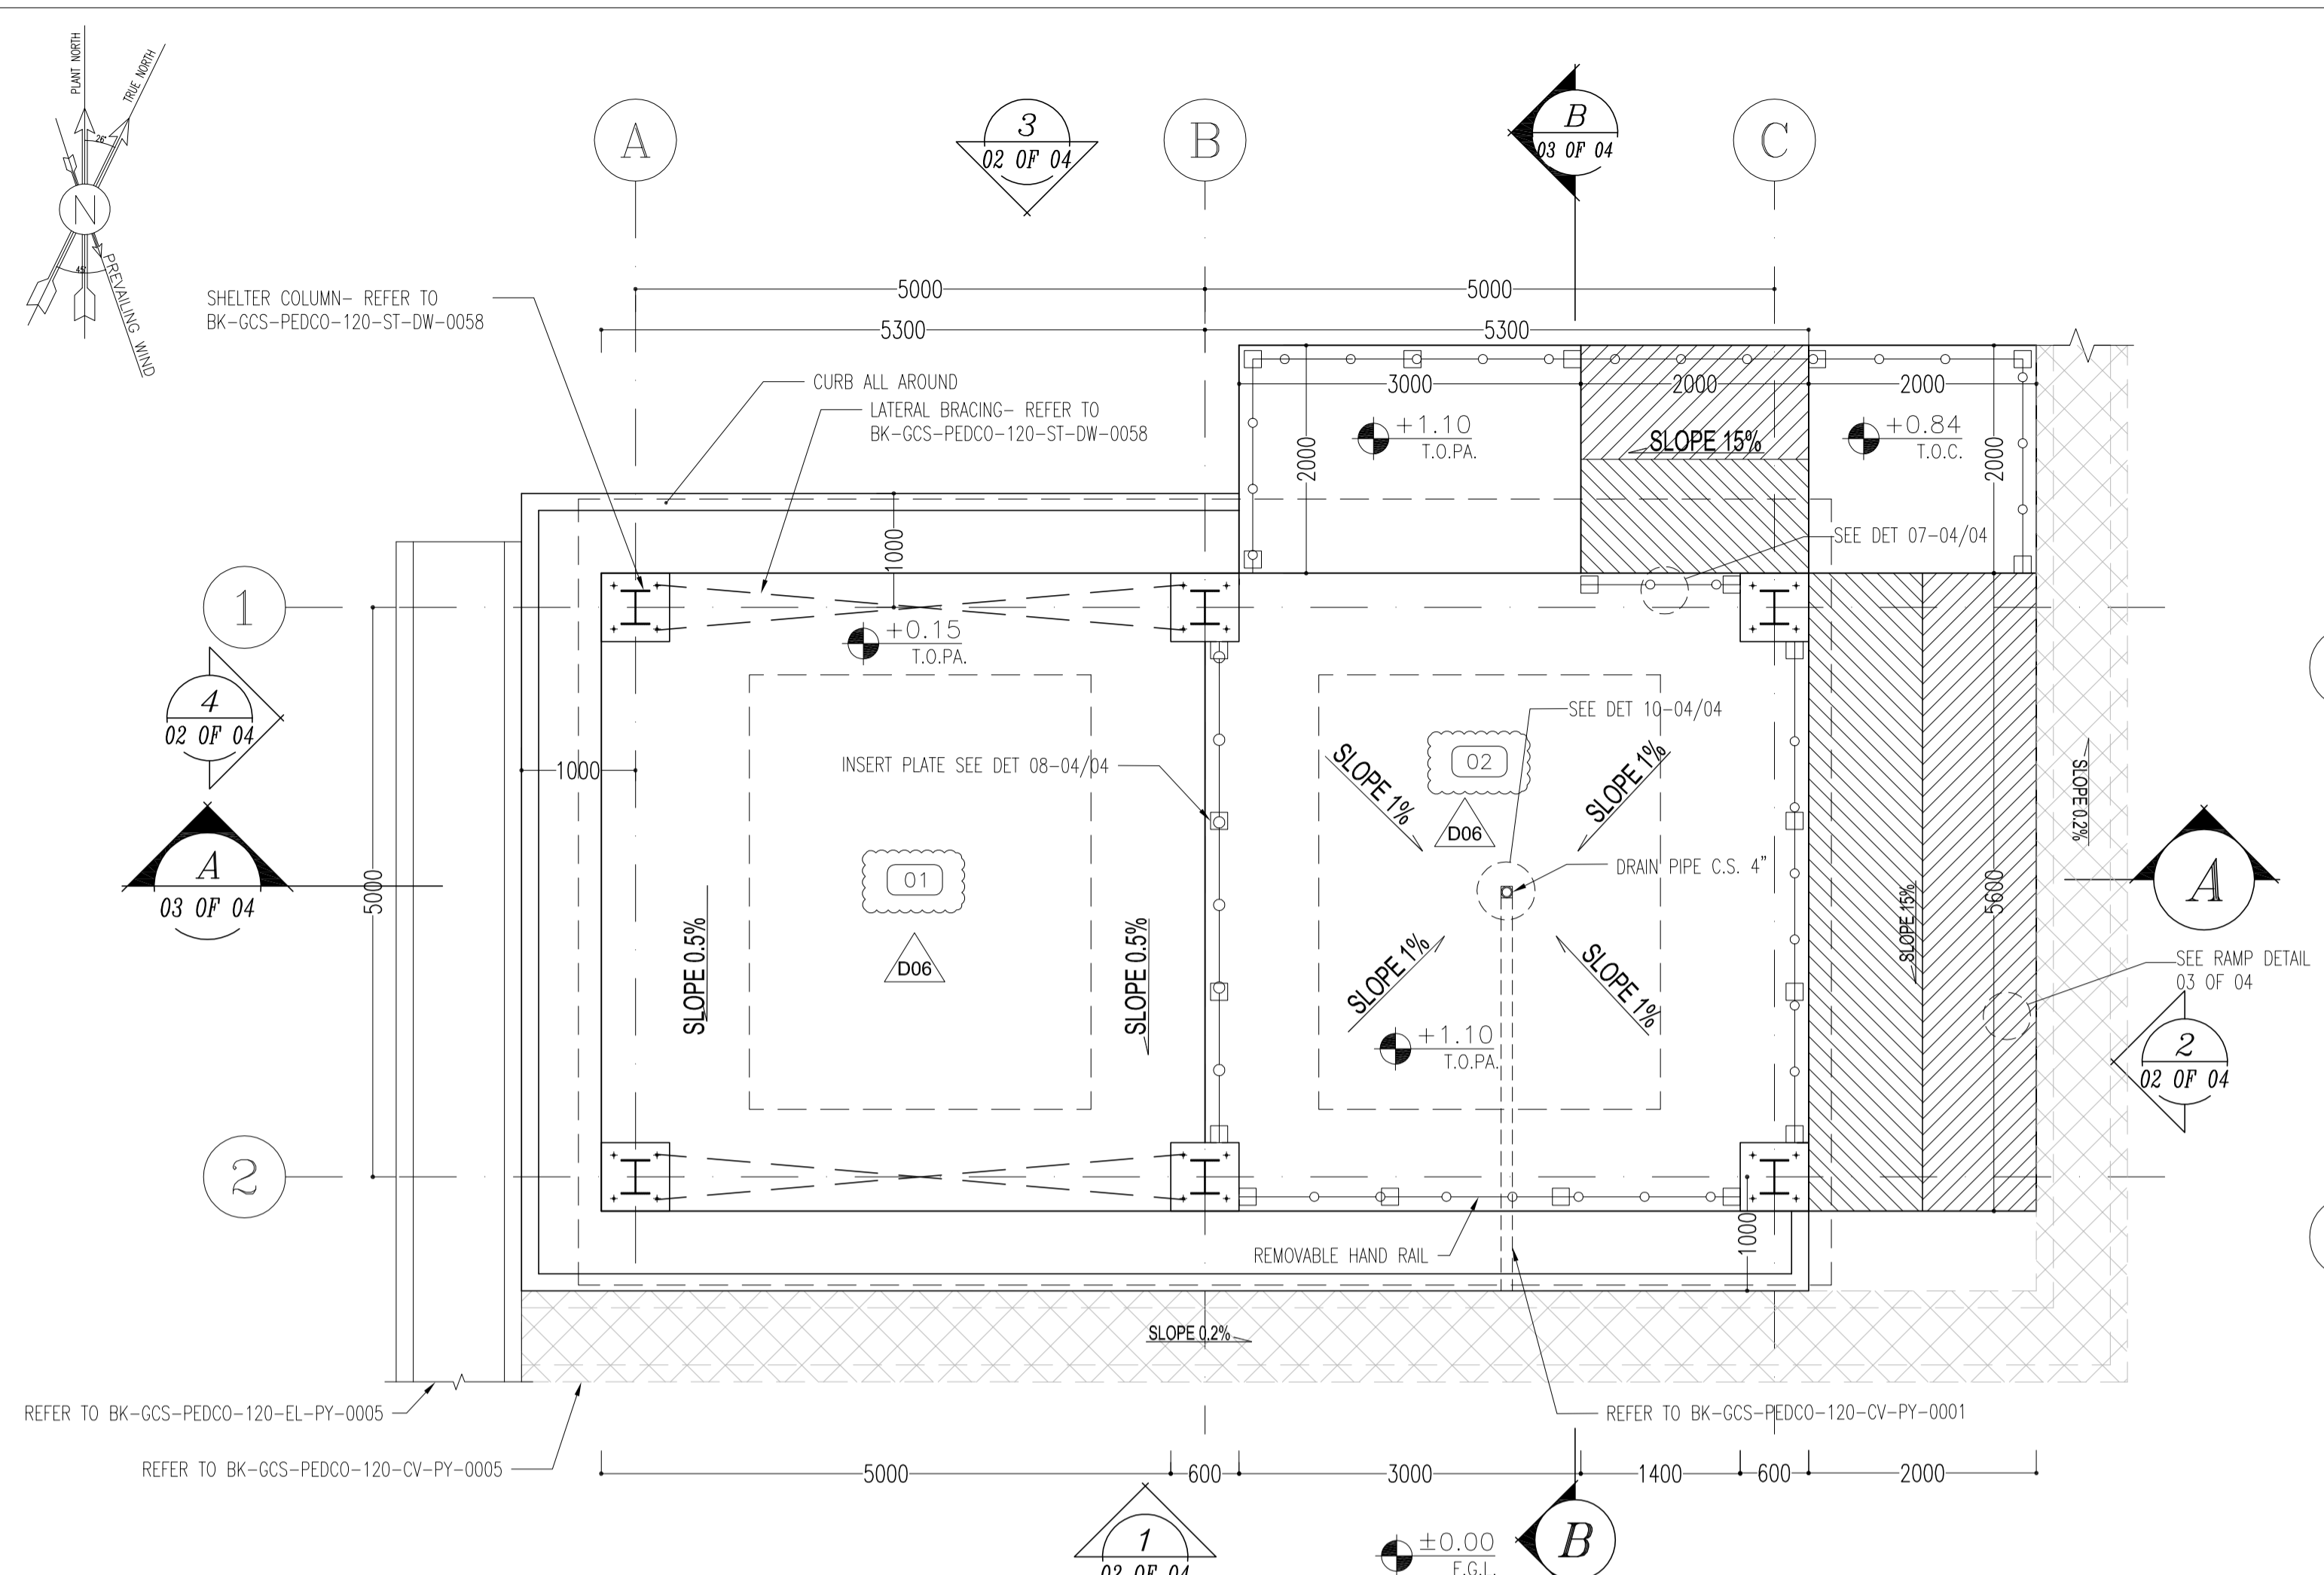 PLANT NORTH
TRUE NORTH
26°
N
45°
PREVAILING WIND
A
3
02 OF 04
B
B
03 OF 04
C
5000
5000
5300
5300
SHELTER COLUMN- REFER TO
BK-GCS-PEDCO-120-ST-DW-0058
CURB ALL AROUND
LATERAL BRACING- REFER TO
BK-GCS-PEDCO-120-ST-DW-0058
3000
2000
2000
+1.10
T.O.PA.
SLOPE 15%
+0.84
T.O.C.
2000
2000
1000
SEE DET 07-04/04
1
+0.15
T.O.PA.
4
02 OF 04
SEE DET 10-04/04
INSERT PLATE SEE DET 08-04/04
1000
02
D06
SLOPE 1%
SLOPE 1%
SLOPE 0.2%
DRAIN PIPE C.S. 4"
01
D06
A
03 OF 04
5000
SLOPE 0.5%
SLOPE 0.5%
SLOPE 1%
SLOPE 1%
SLOPE 15%
5600
A
SEE RAMP DETAIL
03 OF 04
+1.10
T.O.PA.
2
02 OF 04
2
1000
REMOVABLE HAND RAIL
SLOPE 0.2%
REFER TO BK-GCS-PEDCO-120-EL-PY-0005
REFER TO BK-GCS-PEDCO-120-CV-PY-0001
REFER TO BK-GCS-PEDCO-120-CV-PY-0005
5000
600
3000
1400
600
2000
1
02 OF 04
±0.00
F.G.L.
B